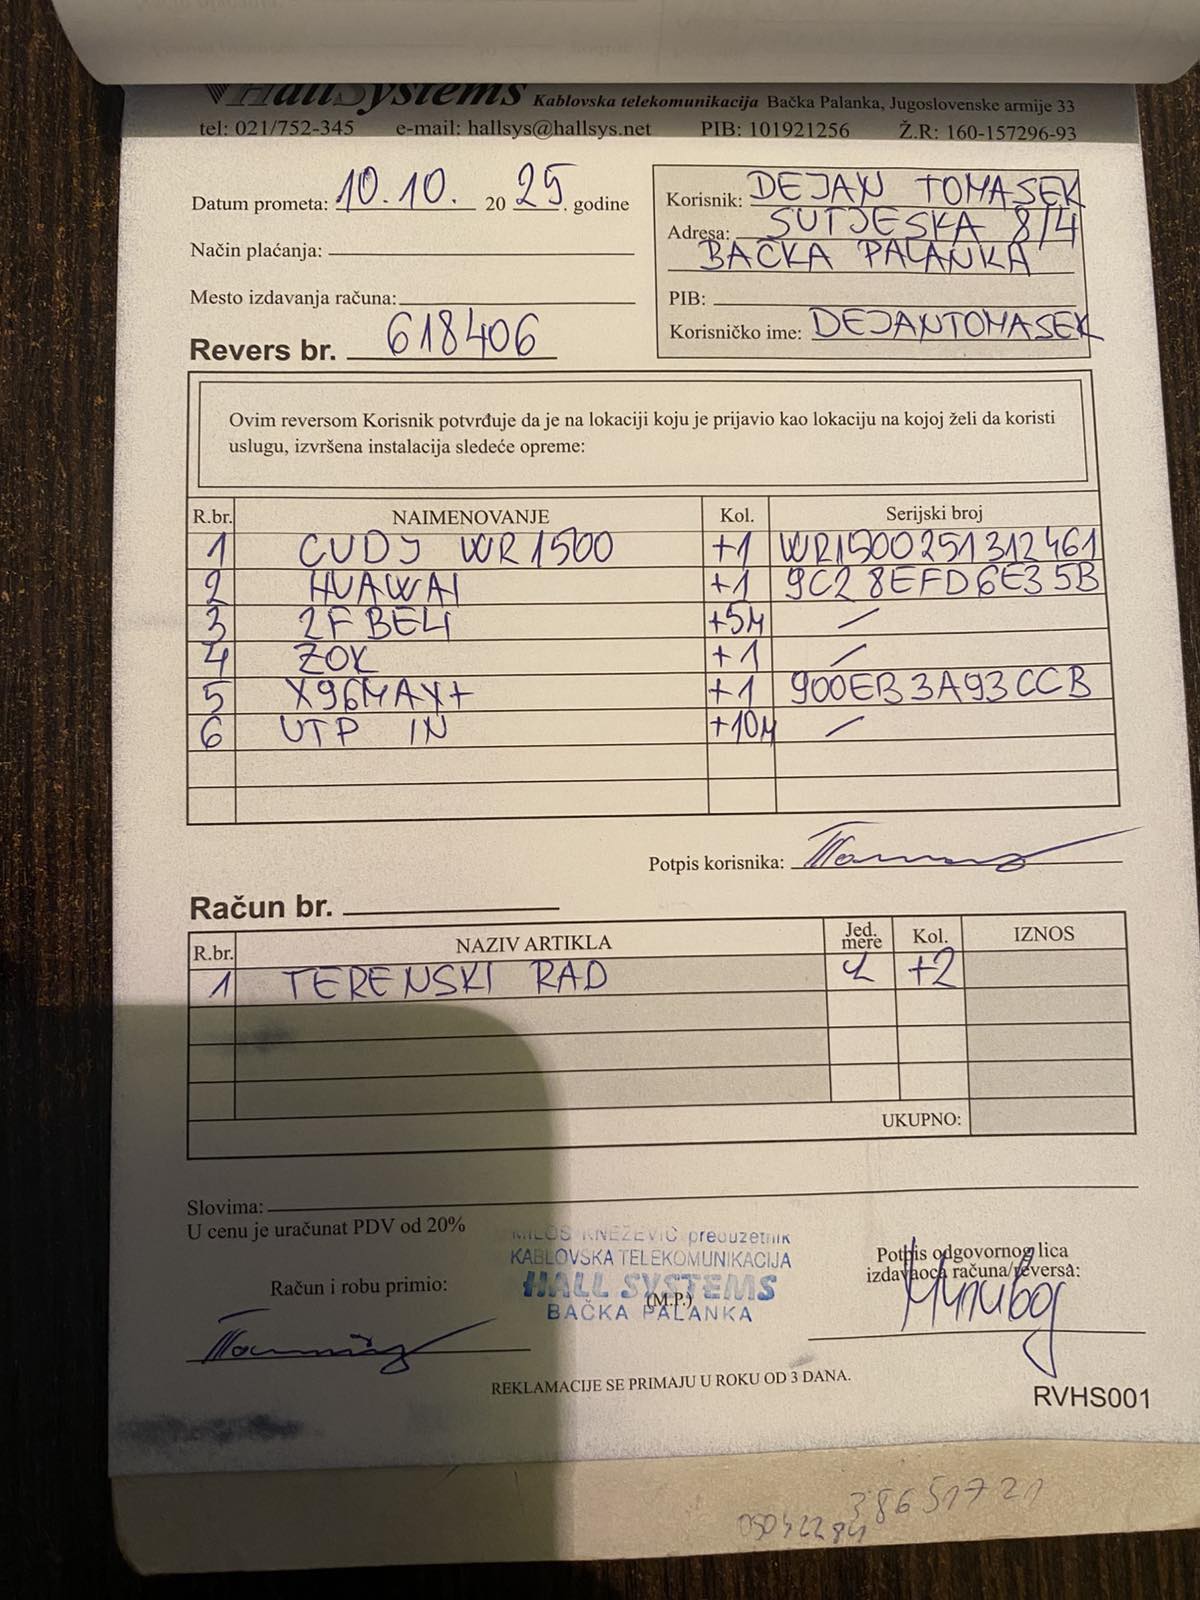 HallSystems Kablovska telekomunikacija Bačka Palanka, Jugoslovenske armije 33
tel: 021/752-345 e-mail: hallsys@hallsys.net PIB: 101921256 Ž.R: 160-157296-93
Datum prometa: 10.10. 2025. godine
Način plaćanja:
Mesto izdavanja računa:
Revers br. 618406
Korisnik: DEJAN TOMASEK
Adresa: SUTJESKA 8/4
BAČKA PALANKA
PIB:
Korisničko ime: DEJANTOMASEK
Ovim reversom Korisnik potvrđuje da je na lokaciji koju je prijavio kao lokaciju na kojoj želi da koristi
uslugu, izvršena instalacija sledeće opreme:
R.br. NAIMENOVANJE Kol. Serijski broj
1 CUDJ WR1500 +1 WR1500251312461
2 HUAWAI +1 9C28EFD6E35B
3 2F BELI +5M /
4 ZOK +1 /
5 X96MAX+ +1 900EB3A93CCB
6 UTP IN +10M /
Potpis korisnika:
Račun br.
R.br. NAZIV ARTIKLA Jed. mere Kol. IZNOS
1 TERENSKI RAD +2
UKUPNO:
Slovima:
U cenu je uračunat PDV od 20%
MILOŠ KNEŽEVIĆ preduzetnik
KABLOVSKA TELEKOMUNIKACIJA
HALL SYSTEMS
(M.P.)
BAČKA PALANKA
Račun i robu primio:
Potpis odgovornog lica
izdavaoca računa/reversa:
REKLAMACIJE SE PRIMAJU U ROKU OD 3 DANA.
RVHS001
38651721